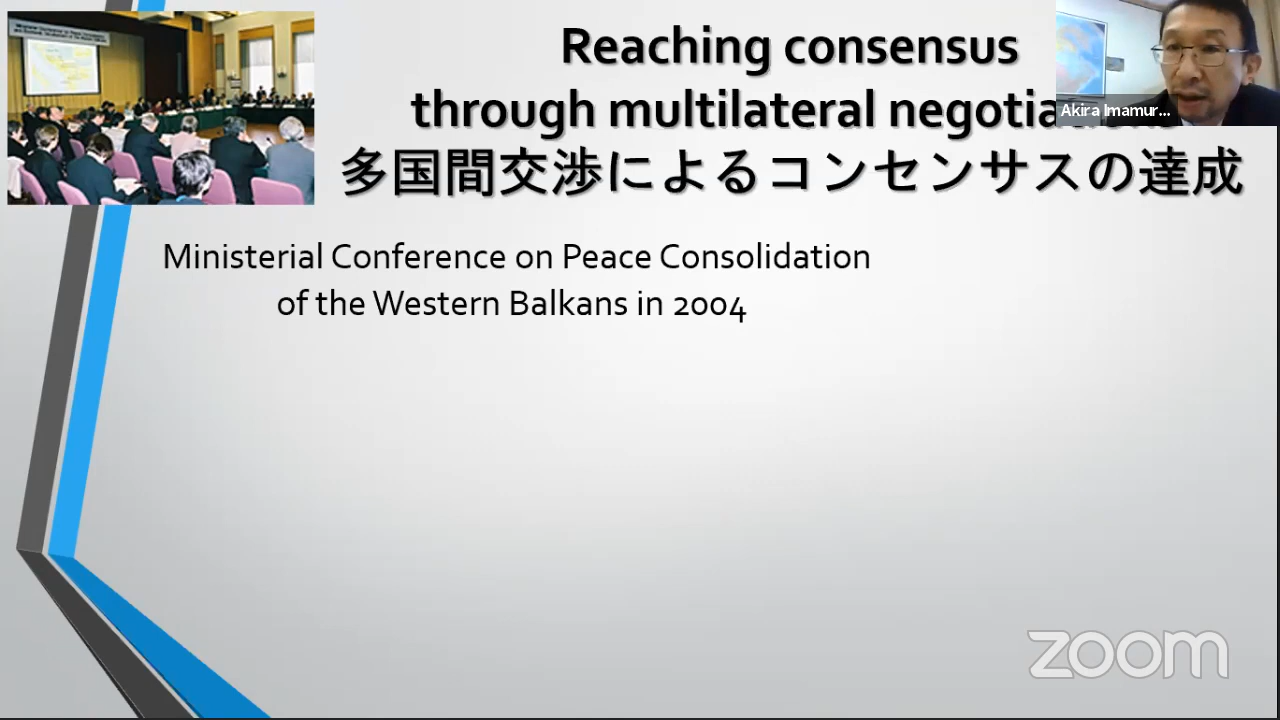 Reaching consensus
through multilateral
多国間交渉によるコンセンサスの達成
Akira Imamur...
Ministerial Conference on Peace Consolidation
of the Western Balkans in 2004
zoom